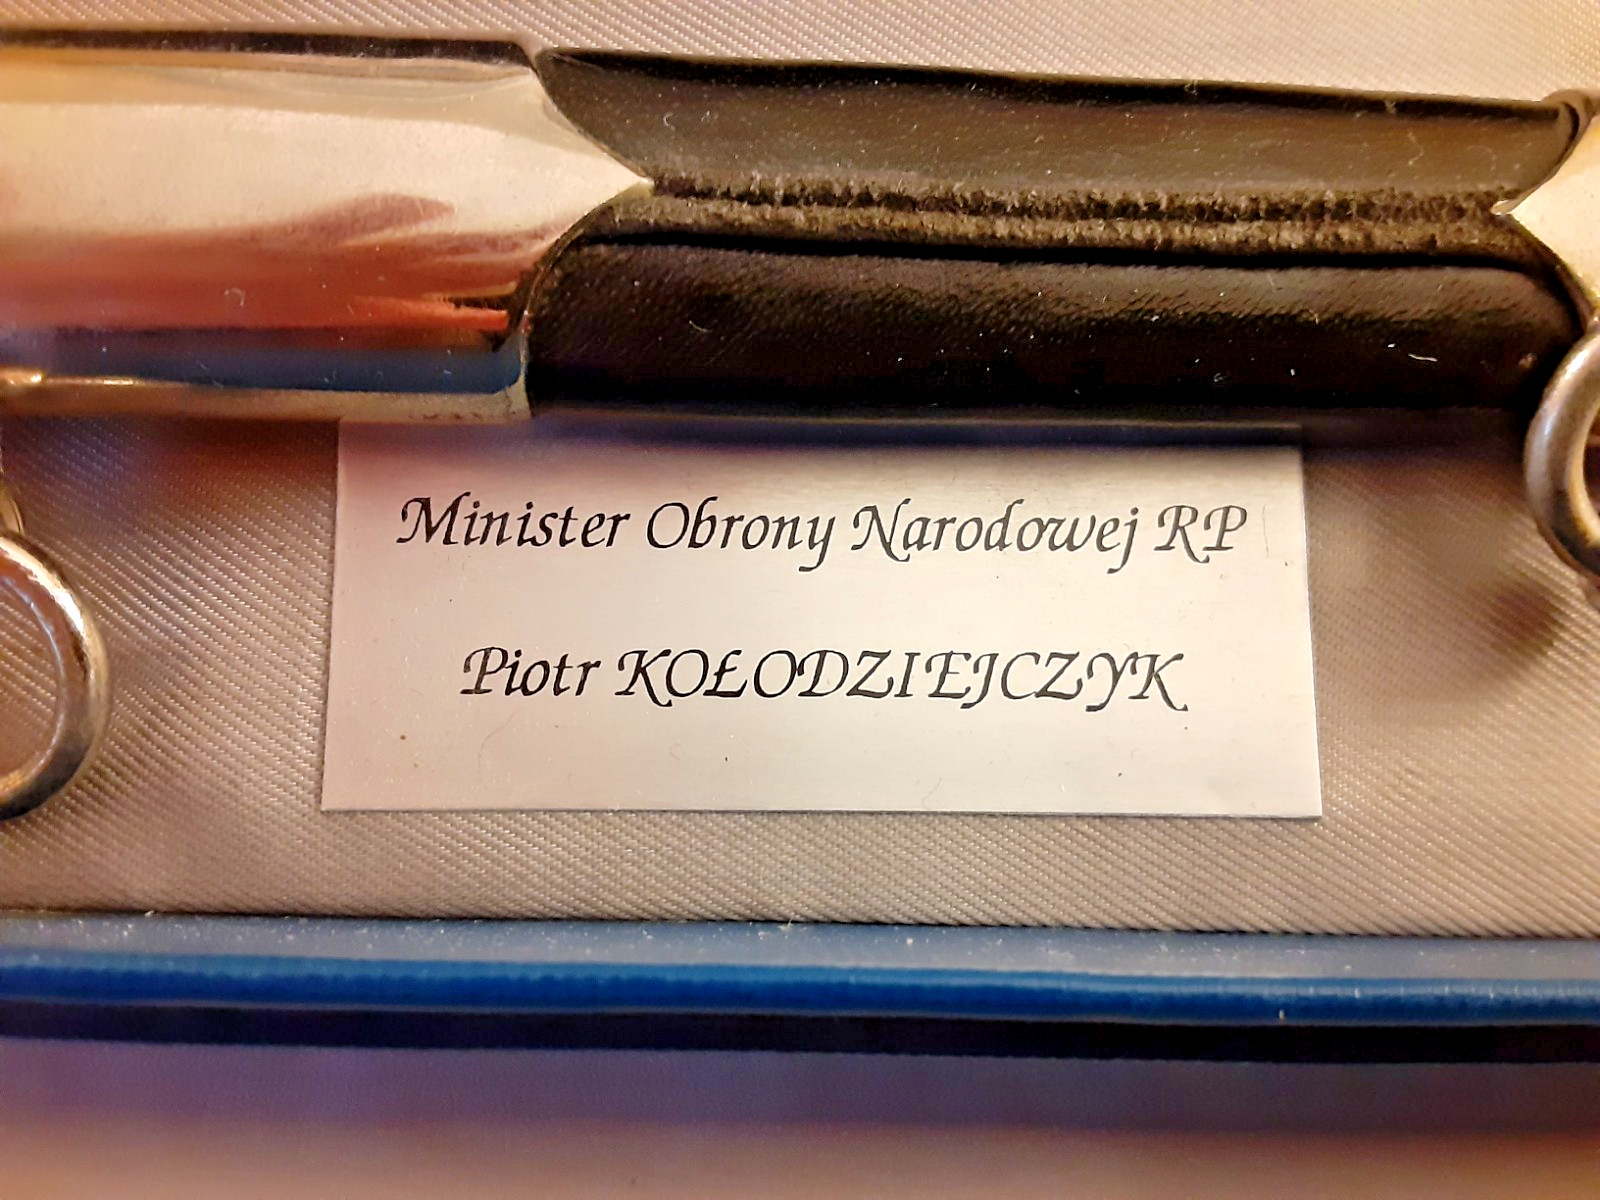 Minister Obrony Narodowej RP
Piotr KOŁODZIEJCZYK